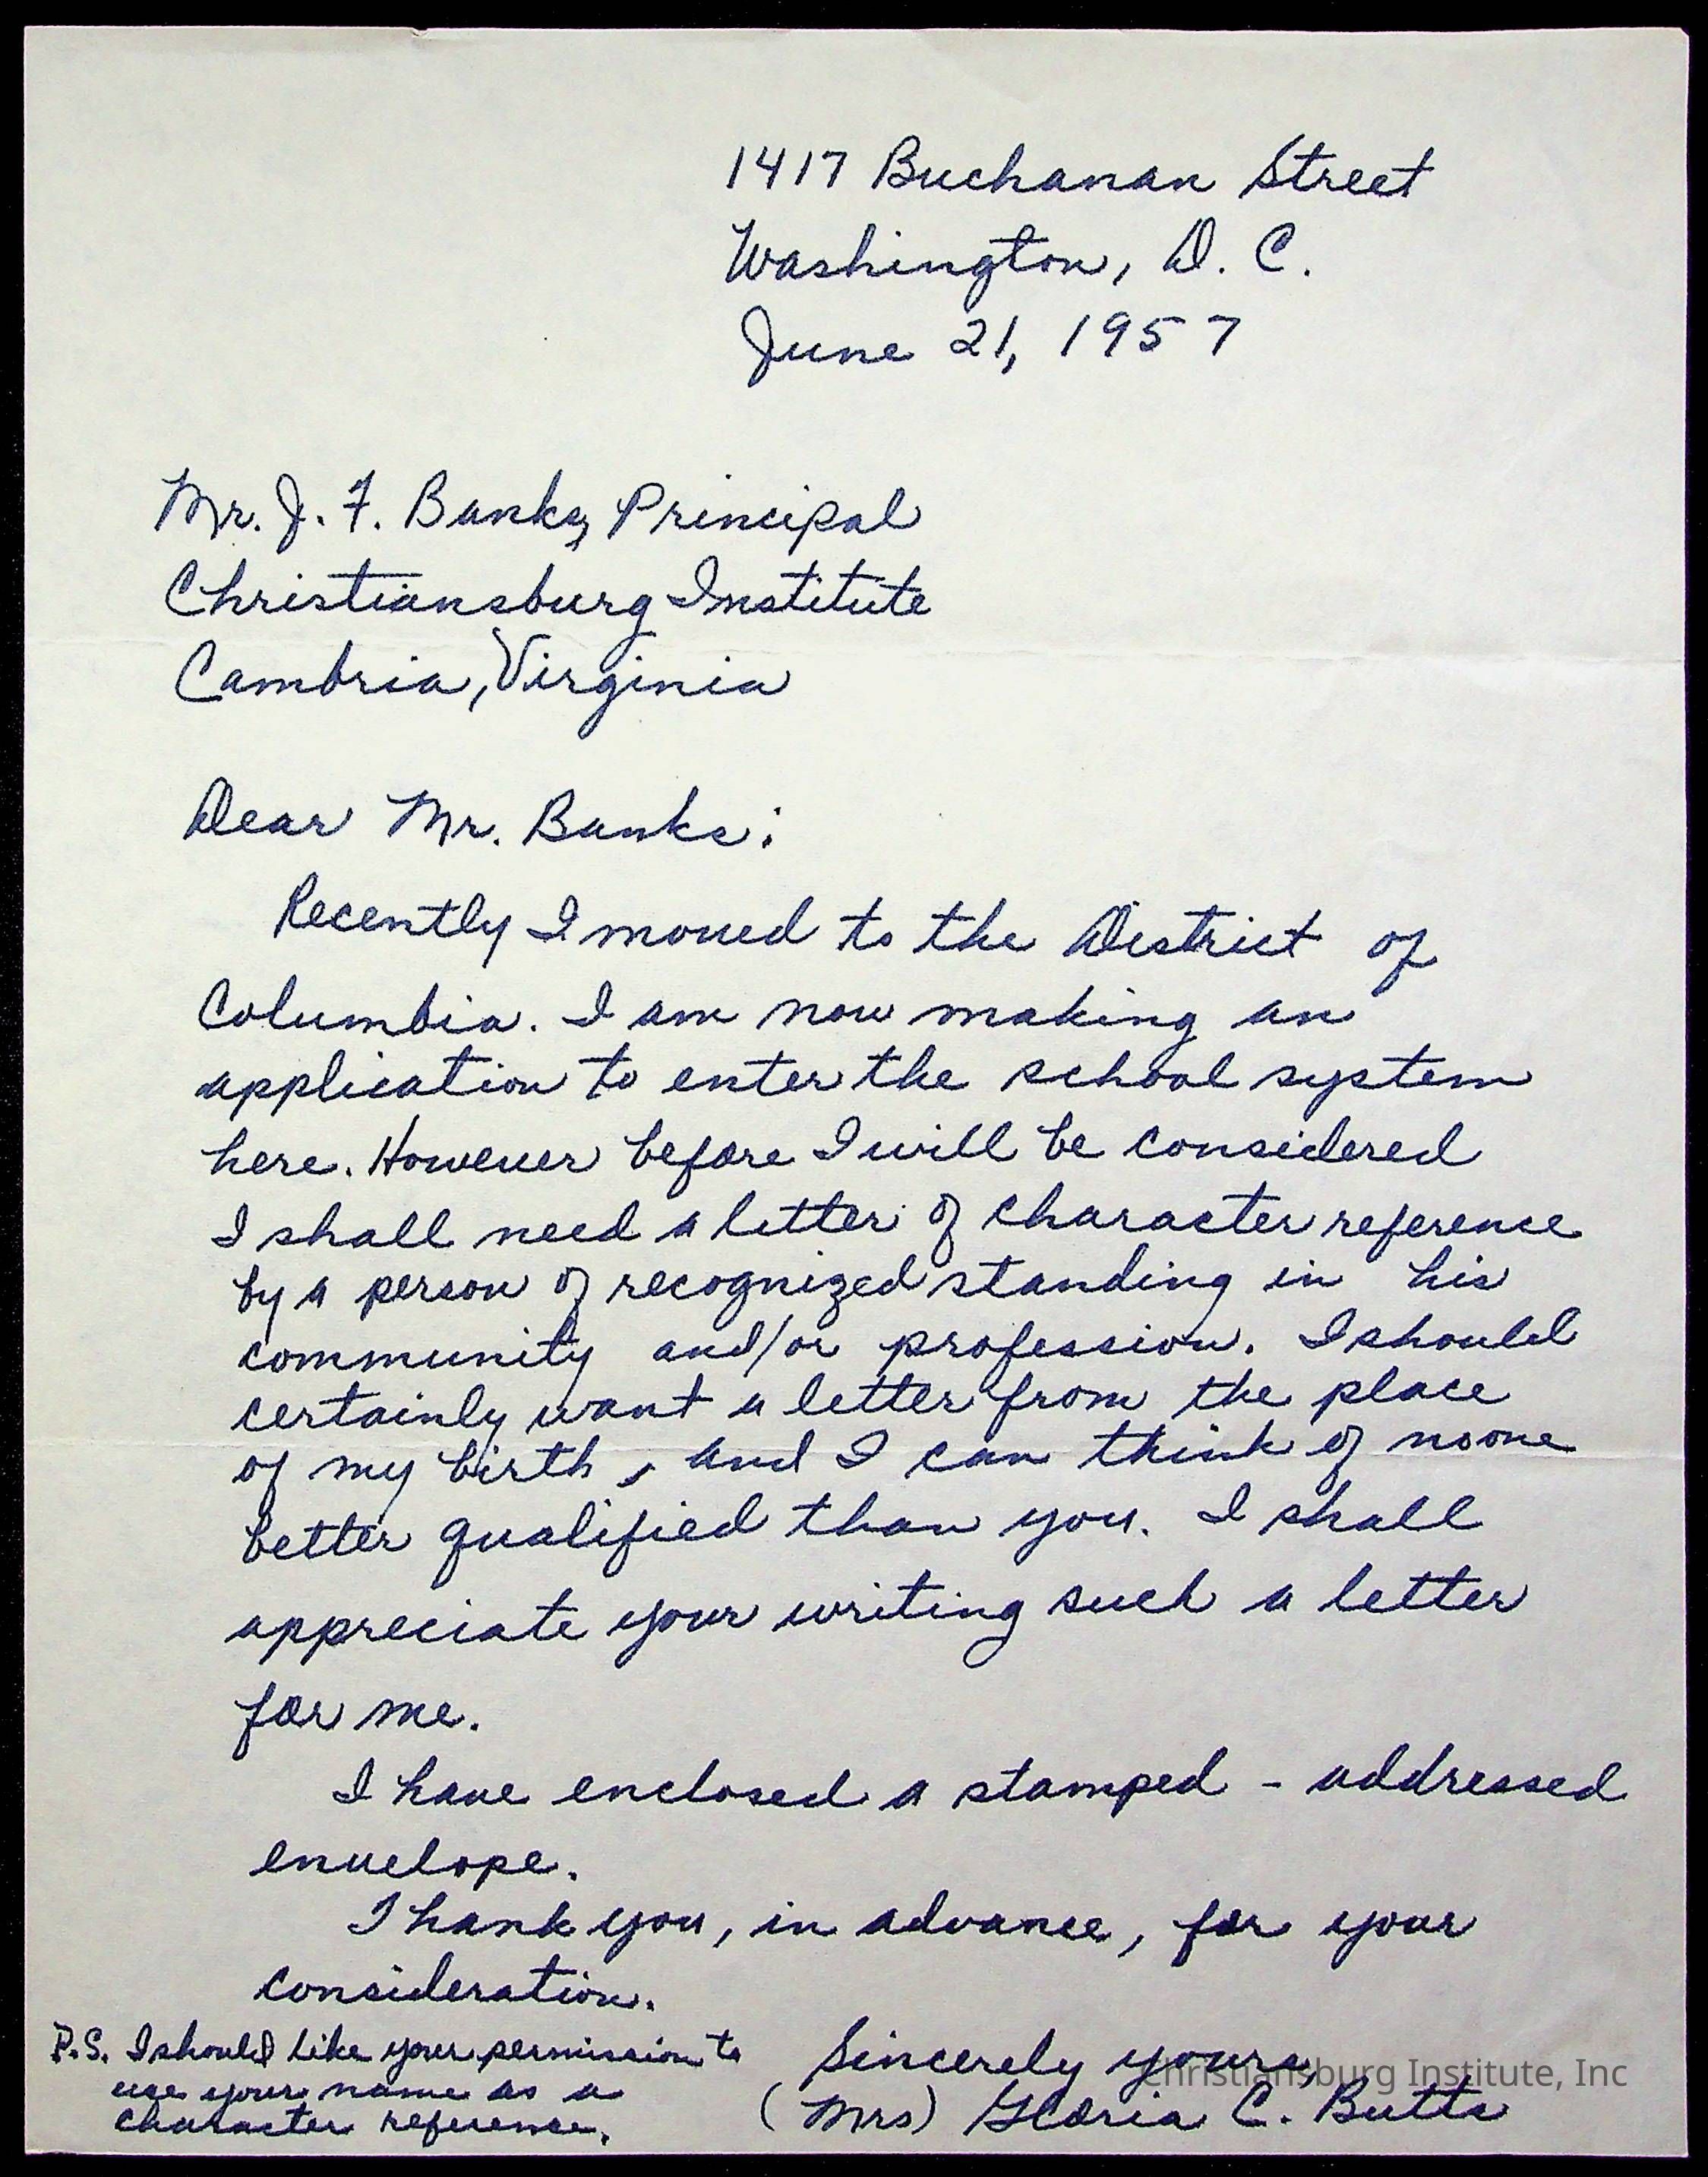 1417 Buchanan Street
Washington, D. C.
June 21, 1957
Mr. J. F. Banks, Principal
Christiansburg Institute
Cambria, Virginia
Dear Mr. Banks:
Recently I moved to the District of
Columbia. I am now making an
application to enter the school system
here. However before I will be considered
I shall need a letter of character reference
by a person of recognized standing in his
community and/or profession. I should
certainly want a letter from the place
of my birth, and I can think of noone
better qualified than you. I shall
appreciate your writing such a letter
for me.
I have enclosed a stamped - addressed
envelope.
Thank you, in advance, for your
consideration.
P.S. I should like your permission to
use your name as a
character reference.
Sincerely yours,
(Mrs) Gloria C. Butts
Christiansburg Institute, Inc